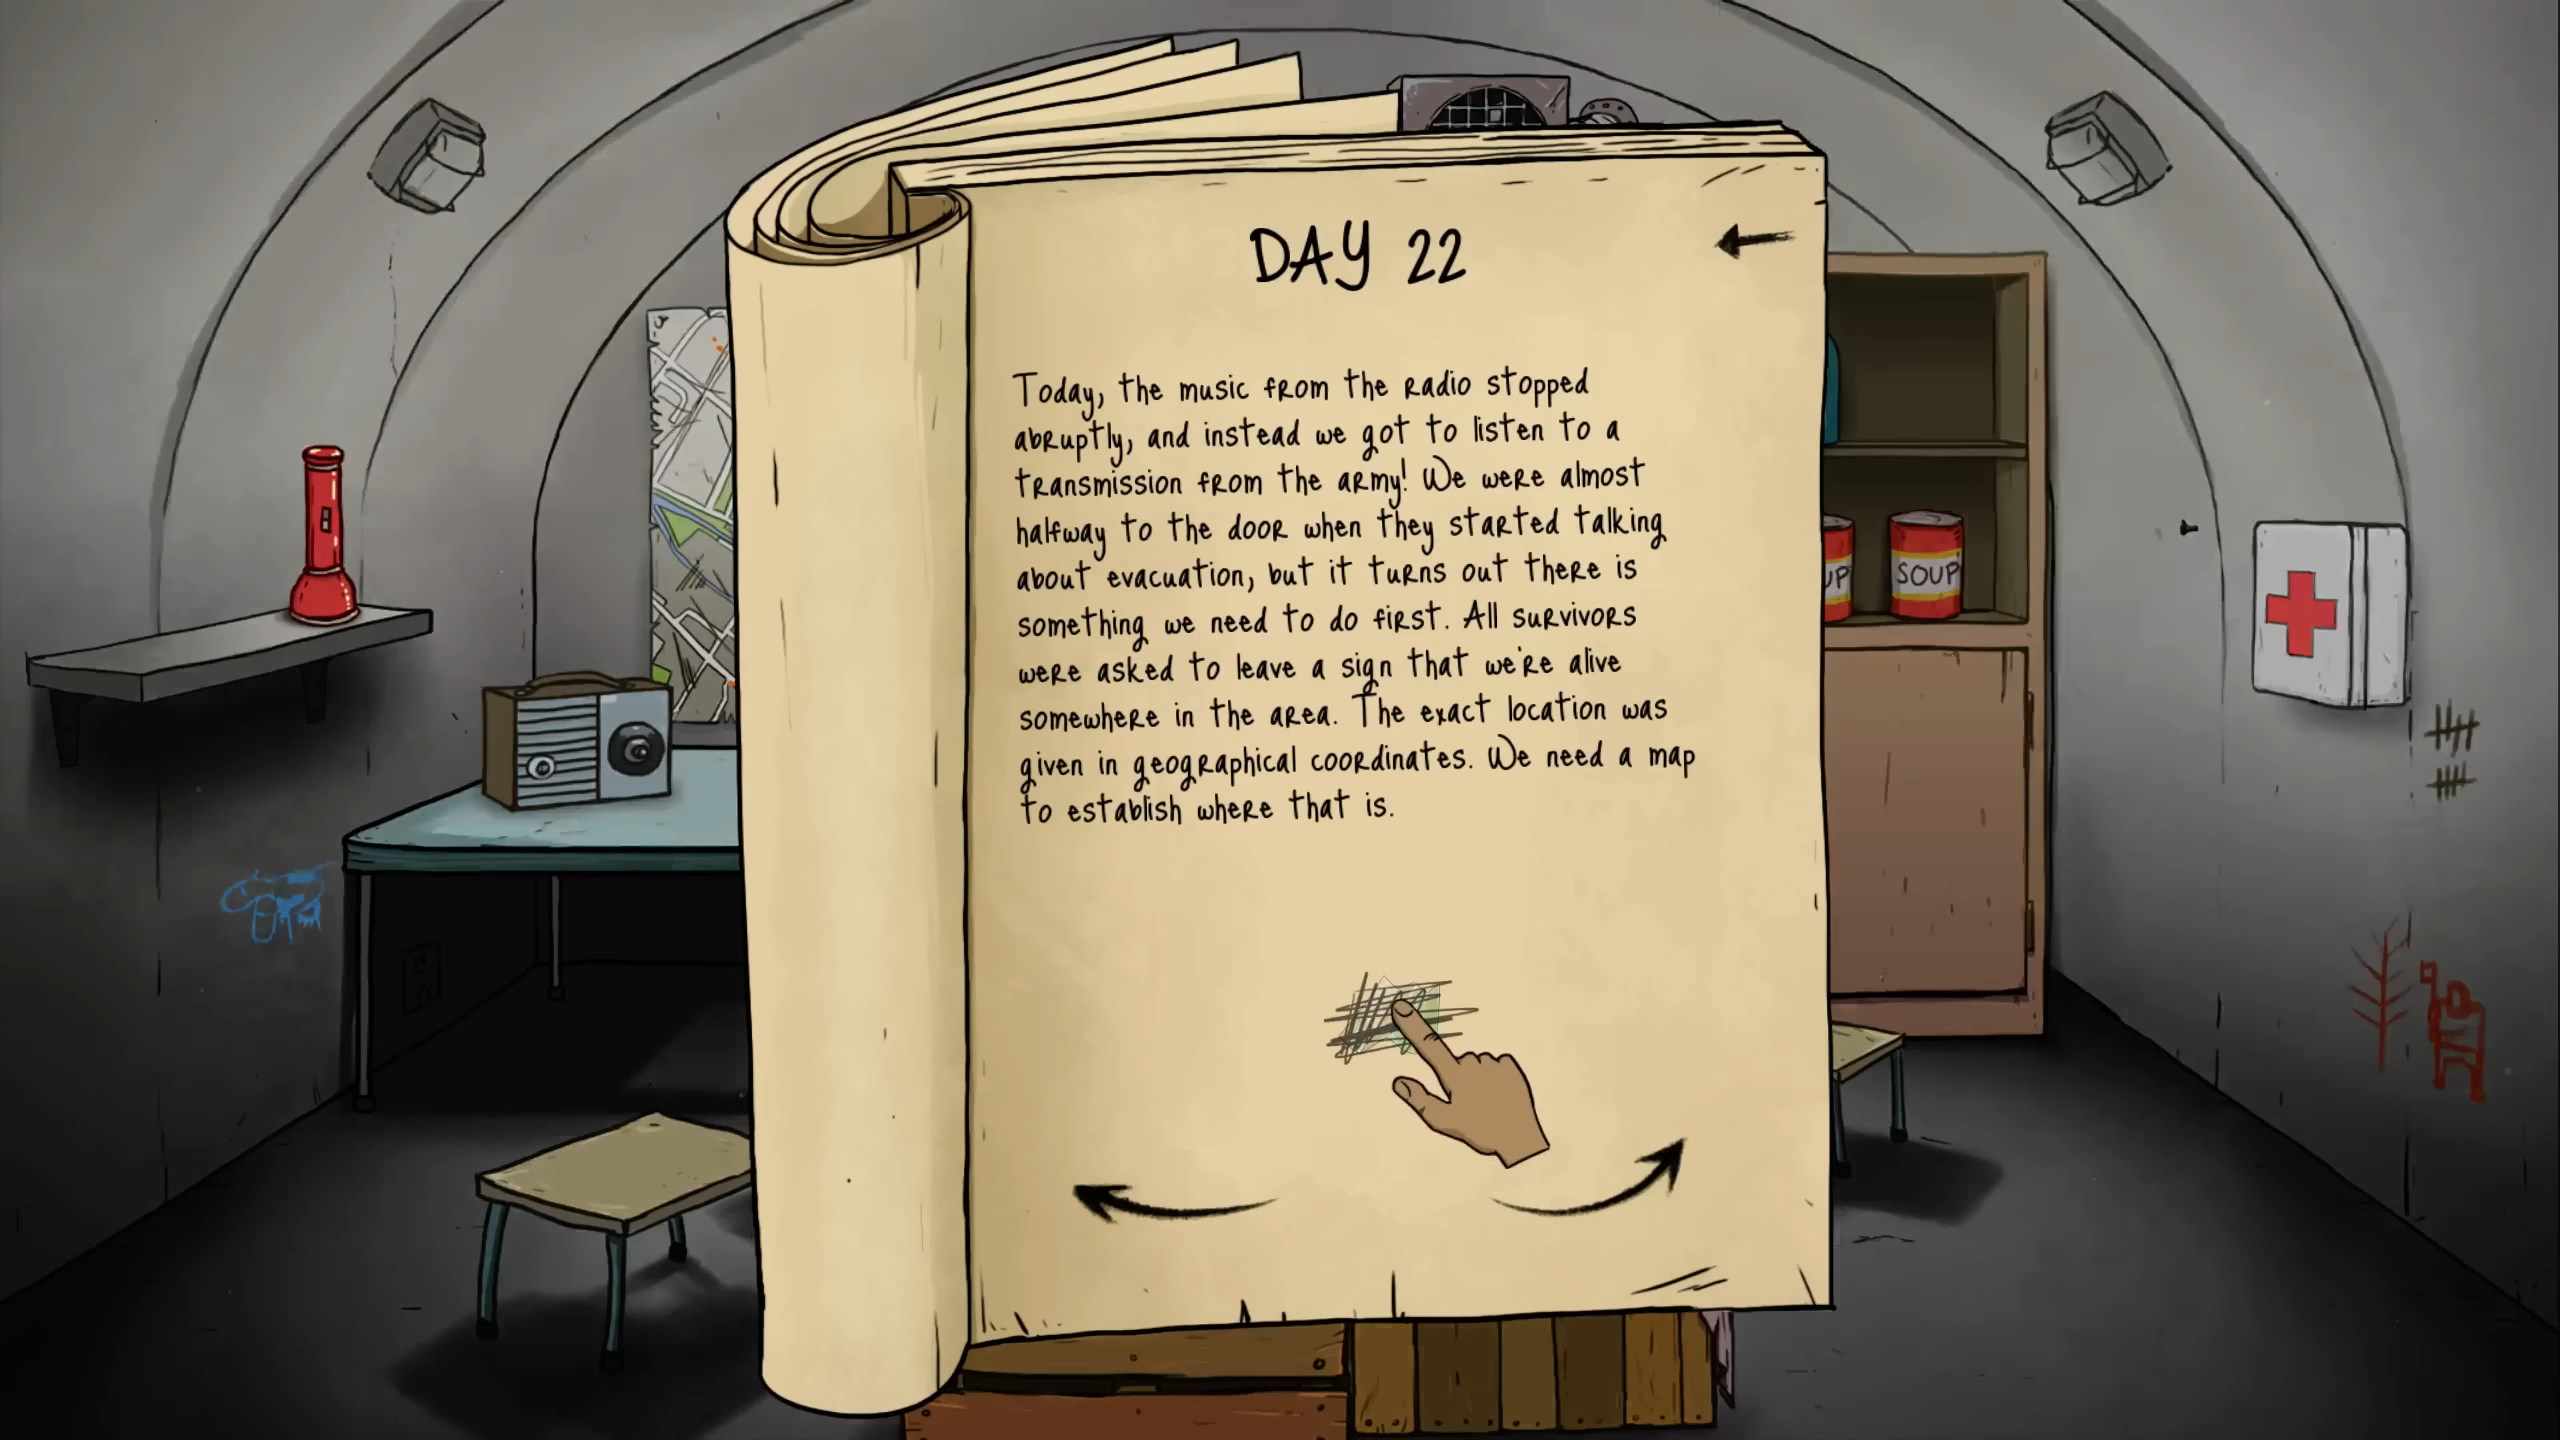 DAY 22
Today, the music from the radio stopped
abruptly, and instead we got to listen to a
transmission from the army! We were almost
halfway to the door when they started talking
about evacuation, but it turns out there is
something we need to do first. All survivors
were asked to leave a sign that we're alive
somewhere in the area. The exact location was
given in geographical coordinates. We need a map
to establish where that is.
UP
SOUP